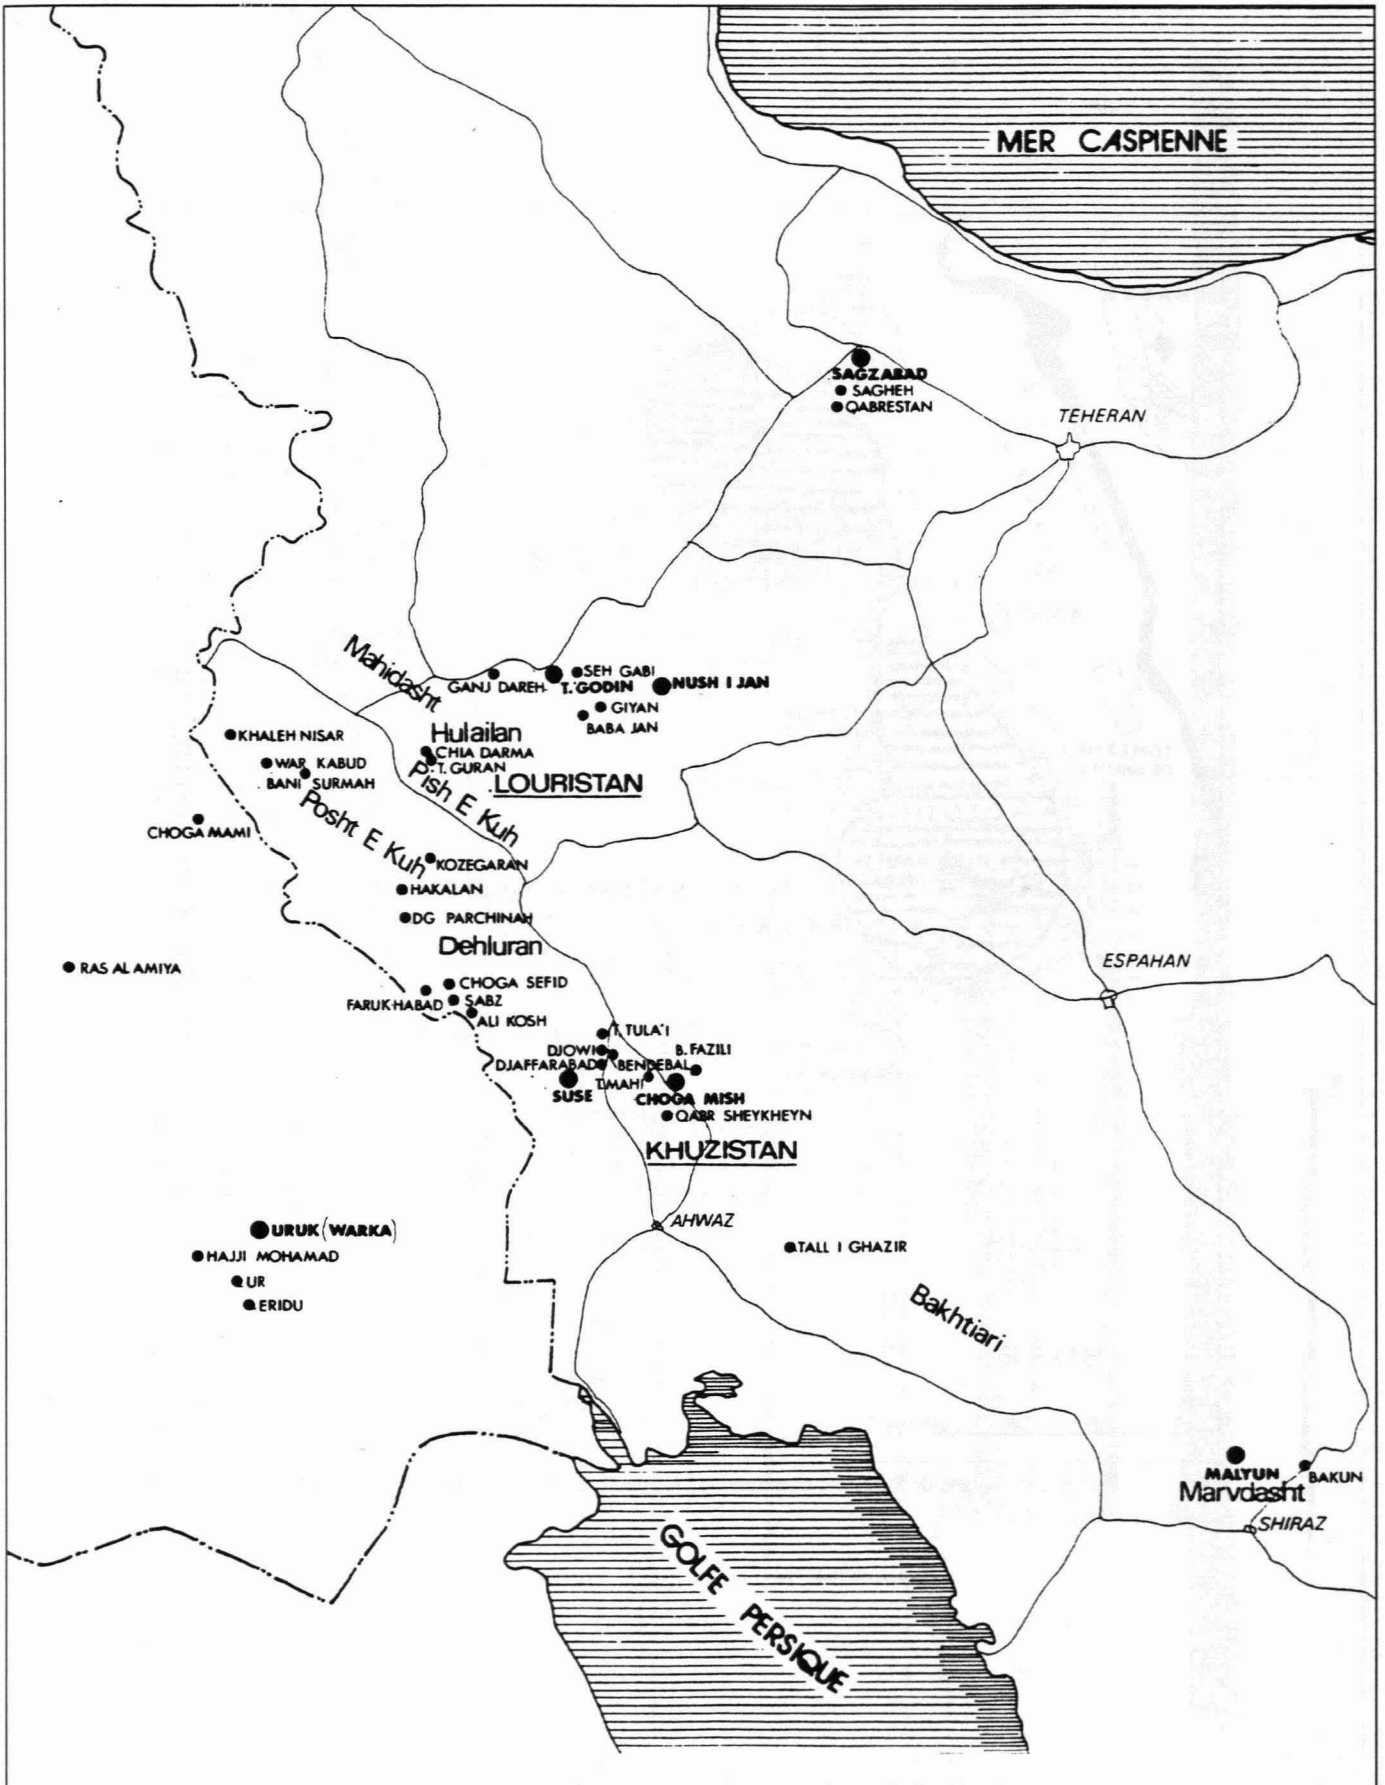 MER CASPIENNE
SAGZABAD
SAGHEH
QABRESTAN
TEHERAN
Mahidasht
GANJ DAREH
T. GODIN
SEH GABI
NUSH I JAN
GIYAN
BABA JAN
KHALEH NISAR
Hulailan
CHIA DARMA
T. GURAN
WAR KABUD
BANI SURMAH
Pish E Kuh
LOURISTAN
Posht E Kuh
CHOGA MAMI
KOZEGARAN
HAKALAN
DG PARCHINAH
Dehluran
RAS AL AMIYA
ESPAHAN
CHOGA SEFID
FARUKHABAD
SABZ
ALI KOSH
T. TULA'I
DJOWI
B. FAZILI
DJAFFARABAD
BENDEBAL
T.MAHI
SUSE
CHOGA MISH
QABR SHEYKHEYN
KHUZISTAN
URUK (WARKA)
AHWAZ
HAJJI MOHAMAD
TALL I GHAZIR
UR
ERIDU
Bakhtiari
MALYUN
BAKUN
Marvdasht
SHIRAZ
GOLFE PERSIQUE